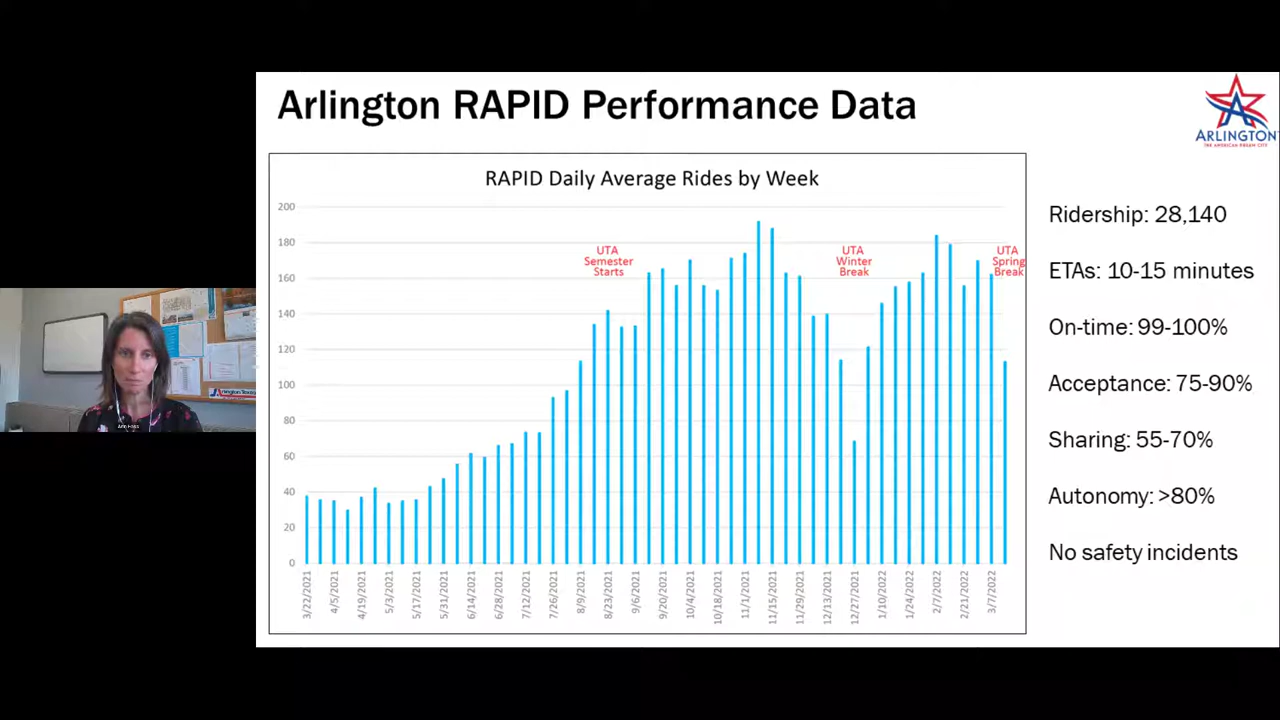 Arlington RAPID Performance Data
ARLINGTON
THE AMERICAN DREAM CITY
RAPID Daily Average Rides by Week
200
180
160
140
120
100
80
60
40
20
0
UTA
Semester
Starts
UTA
Winter
Break
UTA
Spring
Break
3/22/2021
4/5/2021
4/19/2021
5/3/2021
5/17/2021
5/31/2021
6/14/2021
6/28/2021
7/12/2021
7/26/2021
8/9/2021
8/23/2021
9/6/2021
9/20/2021
10/4/2021
10/18/2021
11/1/2021
11/15/2021
11/29/2021
12/13/2021
12/27/2021
1/10/2022
1/24/2022
2/7/2022
2/21/2022
3/7/2022
Ridership: 28,140
ETAs: 10-15 minutes
On-time: 99-100%
Acceptance: 75-90%
Sharing: 55-70%
Autonomy: >80%
No safety incidents